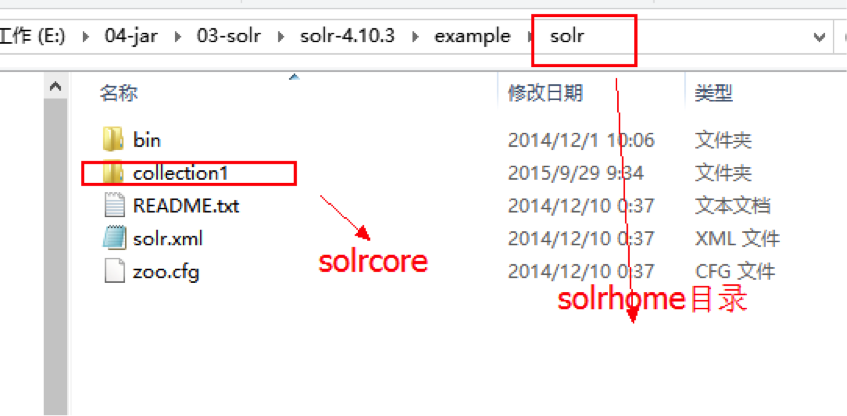 工作 (E:) 04-jar 03-solr solr-4.10.3 example solr
名称 修改日期 类型
bin 2014/12/1 10:06 文件夹
collection1 2015/9/29 9:34 文件夹
README.txt 2014/12/10 0:37 文本文档
solr.xml 2014/12/10 0:37 XML 文件
solrcore
zoo.cfg 2014/12/10 0:37 CFG 文件
solrhome目录